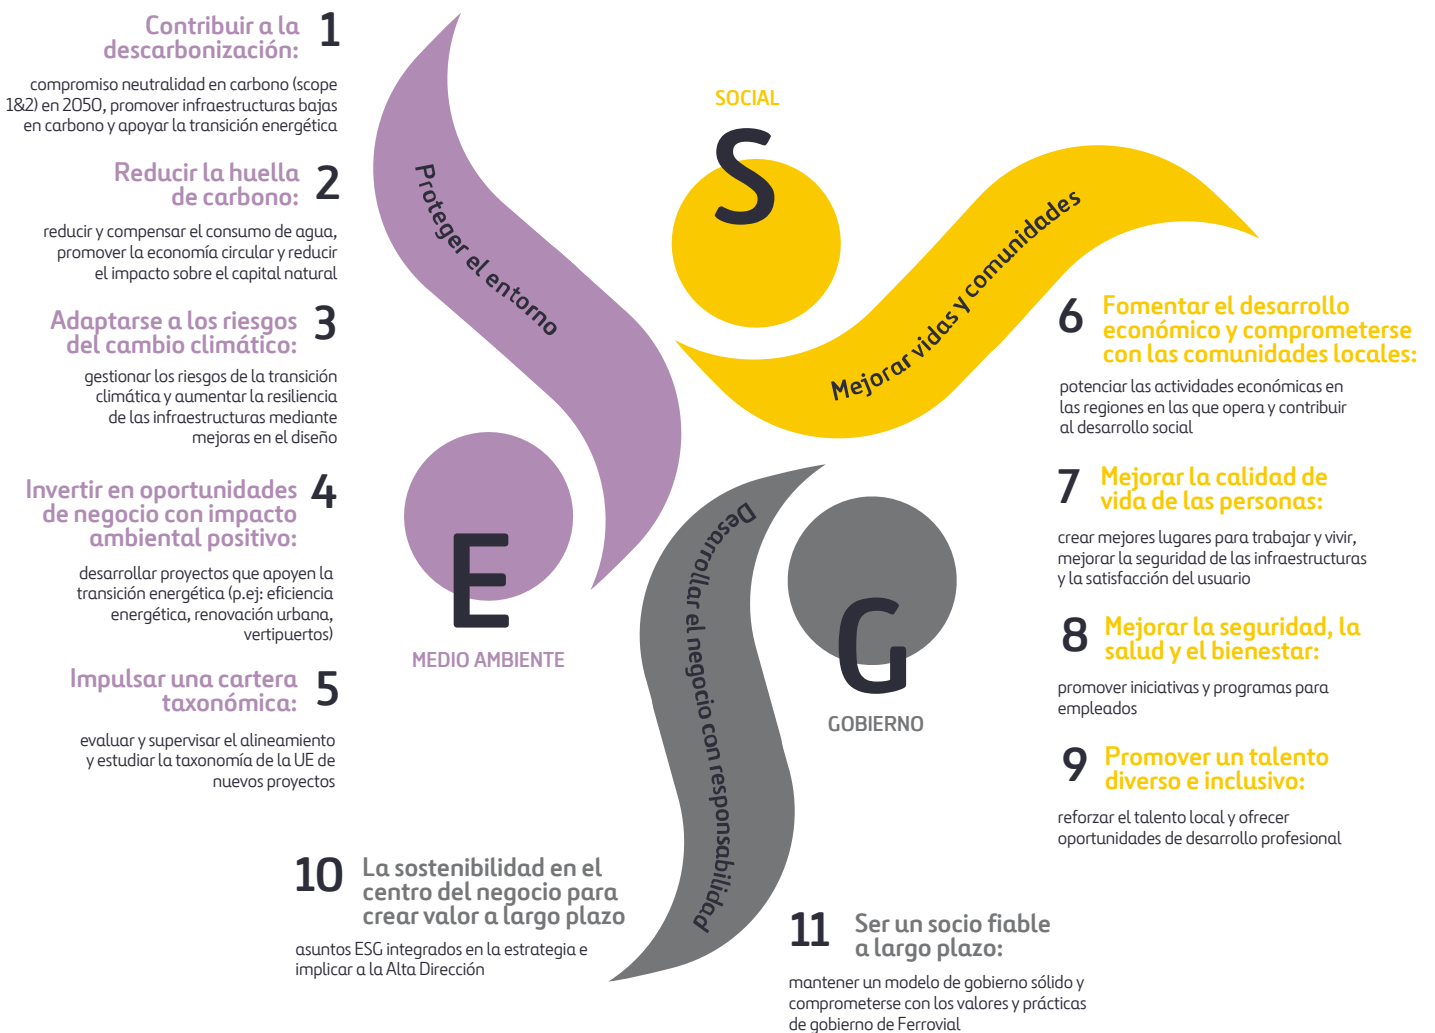 1
Contribuir a la
descarbonización:
compromiso neutralidad en carbono (scope
1&2) en 2050, promover infraestructuras bajas
en carbono y apoyar la transición energética
2
Reducir la huella
de carbono:
reducir y compensar el consumo de agua,
promover la economía circular y reducir
el impacto sobre el capital natural
3
Adaptarse a los riesgos
del cambio climático:
gestionar los riesgos de la transición
climática y aumentar la resiliencia
de las infraestructuras mediante
mejoras en el diseño
4
Invertir en oportunidades
de negocio con impacto
ambiental positivo:
desarrollar proyectos que apoyen la
transición energética (p.ej: eficiencia
energética, renovación urbana,
vertipuertos)
5
Impulsar una cartera
taxonómica:
evaluar y supervisar el alineamiento
y estudiar la taxonomía de la UE de
nuevos proyectos
Proteger el entorno
E
MEDIO AMBIENTE
SOCIAL
S
Mejorar vidas y comunidades
6
Fomentar el desarrollo
económico y comprometerse
con las comunidades locales:
potenciar las actividades económicas en
las regiones en las que opera y contribuir
al desarrollo social
7
Mejorar la calidad de
vida de las personas:
crear mejores lugares para trabajar y vivir,
mejorar la seguridad de las infraestructuras
y la satisfacción del usuario
8
Mejorar la seguridad, la
salud y el bienestar:
promover iniciativas y programas para
empleados
9
Promover un talento
diverso e inclusivo:
reforzar el talento local y ofrecer
oportunidades de desarrollo profesional
Desarrollar el negocio con responsabilidad
G
GOBIERNO
10
La sostenibilidad en el
centro del negocio para
crear valor a largo plazo
asuntos ESG integrados en la estrategia e
implicar a la Alta Dirección
11
Ser un socio fiable
a largo plazo:
mantener un modelo de gobierno sólido y
comprometerse con los valores y prácticas
de gobierno de Ferrovial